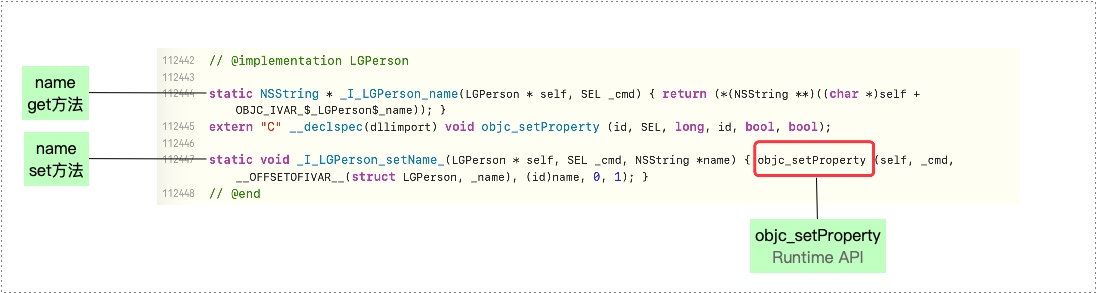 112442 // @implementation LGPerson
112443
name
get方法
112444 static NSString * _I_LGPerson_name(LGPerson * self, SEL _cmd) { return (*(NSString **)((char *)self +
OBJC_IVAR_$_LGPerson$_name)); }
112445 extern "C" __declspec(dllimport) void objc_setProperty (id, SEL, long, id, bool, bool);
112446
name
set方法
112447 static void _I_LGPerson_setName_(LGPerson * self, SEL _cmd, NSString *name) { objc_setProperty (self, _cmd,
__OFFSETOFIVAR__(struct LGPerson, _name), (id)name, 0, 1); }
112448 // @end
objc_setProperty
Runtime API